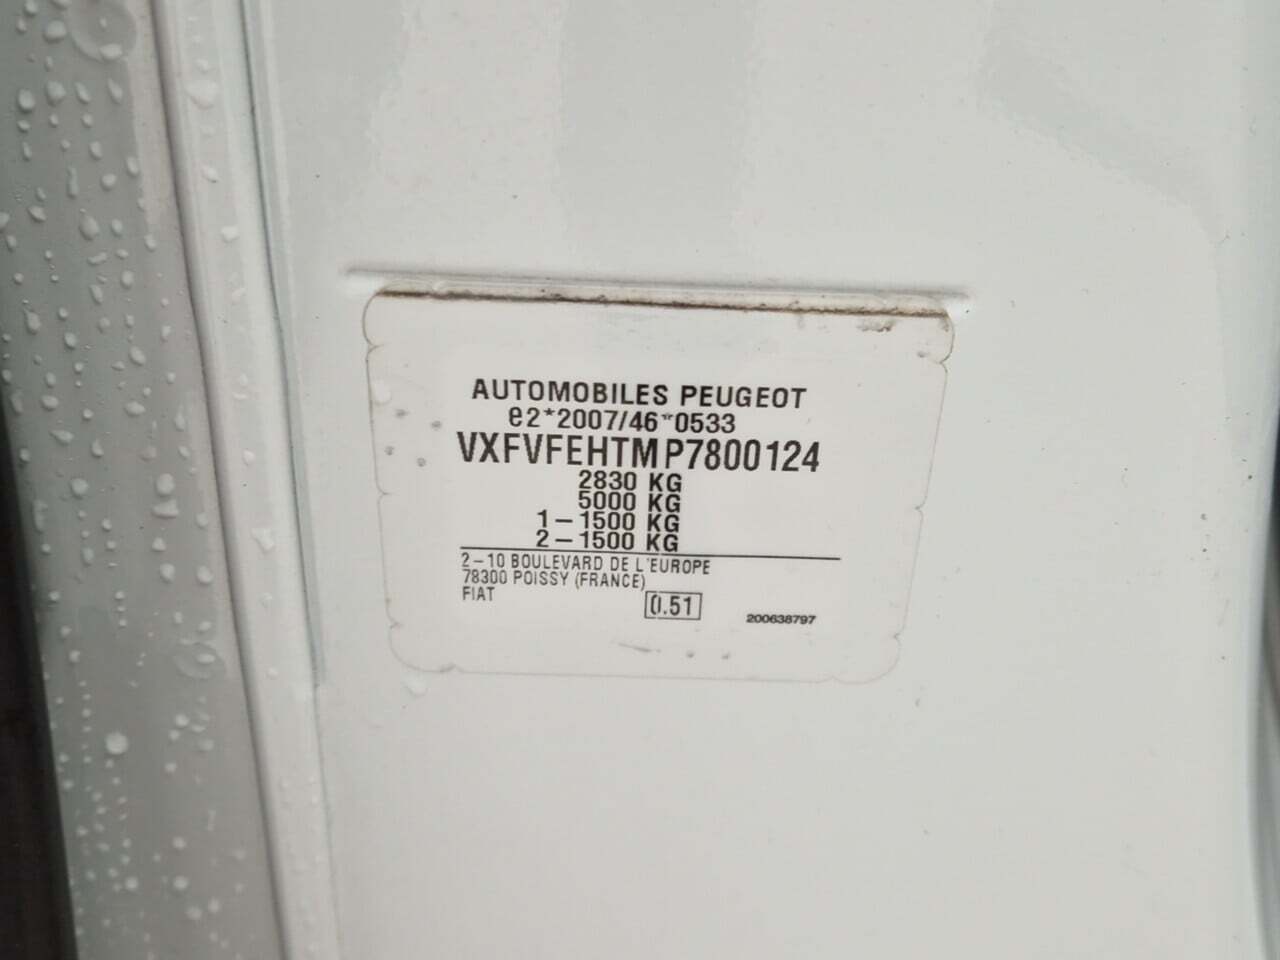 AUTOMOBILES PEUGEOT
e2*2007/46*0533
VXFVFEHTMP7800124
2830 KG
5000 KG
1-1500 KG
2-1500 KG
2-10 BOULEVARD DE L'EUROPE
78300 POISSY (FRANCE)
FIAT
0.51
200638797